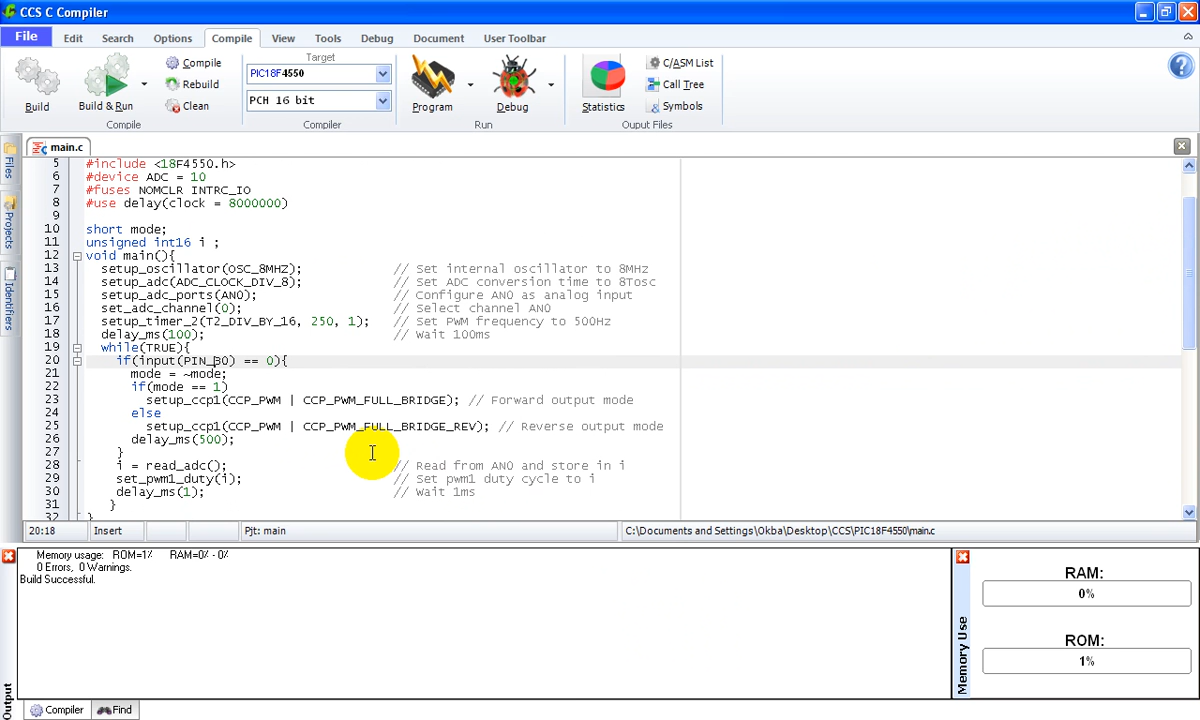 CCS C Compiler
File Edit Search Options Compile View Tools Debug Document User Toolbar
Target
Compile
Rebuild
Clean
PIC18F4550
PCH 16 bit
C/ASM List
Call Tree
Symbols
Build Build & Run Program Debug Statistics
Compile Compiler Run Ouput Files
Files
Projects
Identifiers
main.c
5 #include <18F4550.h>
6 #device ADC = 10
7 #fuses NOMCLR INTRC_IO
8 #use delay(clock = 8000000)
9
10 short mode;
11 unsigned int16 i ;
12 void main(){
13 setup_oscillator(OSC_8MHZ); // Set internal oscillator to 8MHz
14 setup_adc(ADC_CLOCK_DIV_8); // Set ADC conversion time to 8Tosc
15 setup_adc_ports(AN0); // Configure AN0 as analog input
16 set_adc_channel(0); // Select channel AN0
17 setup_timer_2(T2_DIV_BY_16, 250, 1); // Set PWM frequency to 500Hz
18 delay_ms(100); // Wait 100ms
19 while(TRUE){
20 if(input(PIN_B0) == 0){
21 mode = ~mode;
22 if(mode == 1)
23 setup_ccp1(CCP_PWM | CCP_PWM_FULL_BRIDGE); // Forward output mode
24 else
25 setup_ccp1(CCP_PWM | CCP_PWM_FULL_BRIDGE_REV); // Reverse output mode
26 delay_ms(500);
27 }
28 i = read_adc(); // Read from AN0 and store in i
29 set_pwm1_duty(i); // Set pwm1 duty cycle to i
30 delay_ms(1); // Wait 1ms
31 }
32 }
20:18 Insert Pjt: main C:\Documents and Settings\Okba\Desktop\CCS\PIC18F4550\main.c
Memory usage: ROM=1% RAM=0% - 0%
0 Errors, 0 Warnings.
Build Successful.
Output
Memory Use
RAM:
0%
ROM:
1%
Compiler Find